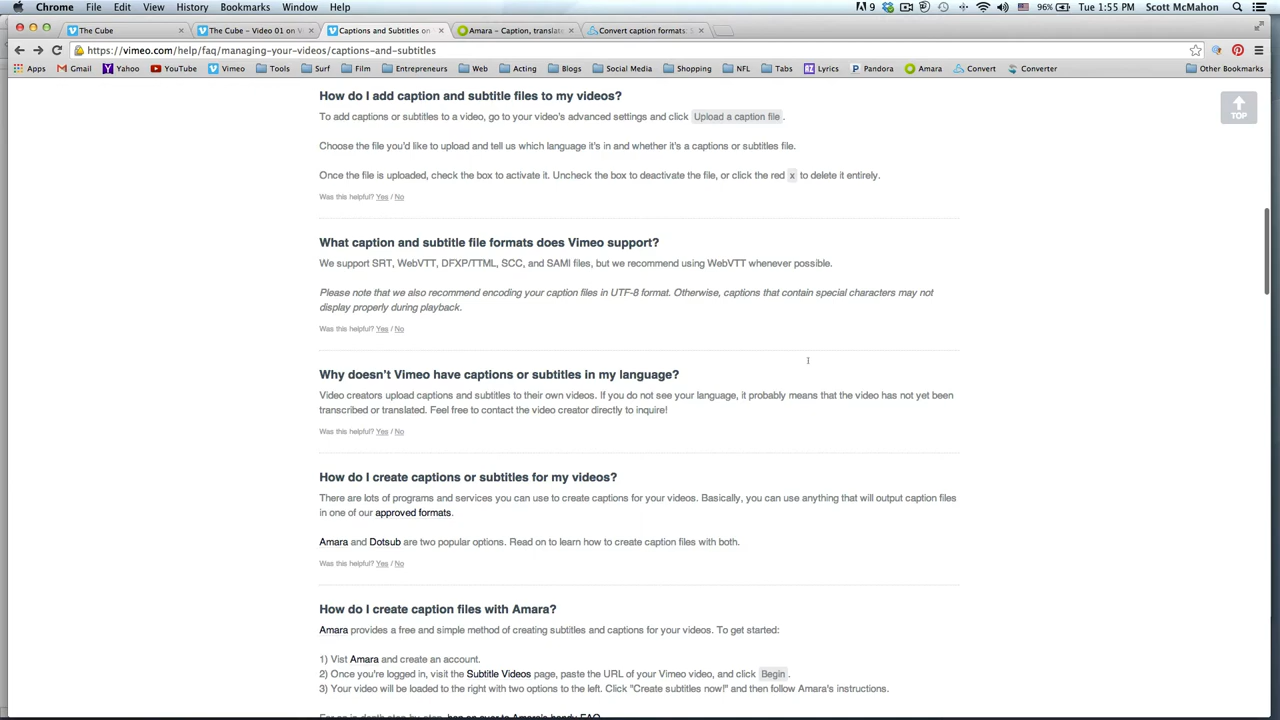 Chrome File Edit View History Bookmarks Window Help 9 96% Tue 1:55 PM Scott McMahon
The Cube The Cube – Video 01 on Vi Captions and Subtitles on Amara – Caption, translate Convert caption formats: S
https://vimeo.com/help/faq/managing-your-videos/captions-and-subtitles
Apps Gmail Yahoo YouTube Vimeo Tools Surf Film Entrepreneurs Web Acting Blogs Social Media Shopping NFL Tabs Lyrics Pandora Amara Convert Converter Other Bookmarks
How do I add caption and subtitle files to my videos?
TOP
To add captions or subtitles to a video, go to your video's advanced settings and click Upload a caption file .
Choose the file you'd like to upload and tell us which language it's in and whether it's a captions or subtitles file.
Once the file is uploaded, check the box to activate it. Uncheck the box to deactivate the file, or click the red x to delete it entirely.
Was this helpful? Yes / No
What caption and subtitle file formats does Vimeo support?
We support SRT, WebVTT, DFXP/TTML, SCC, and SAMI files, but we recommend using WebVTT whenever possible.
Please note that we also recommend encoding your caption files in UTF-8 format. Otherwise, captions that contain special characters may not
display properly during playback.
Was this helpful? Yes / No
Why doesn't Vimeo have captions or subtitles in my language?
Video creators upload captions and subtitles to their own videos. If you do not see your language, it probably means that the video has not yet been
transcribed or translated. Feel free to contact the video creator directly to inquire!
Was this helpful? Yes / No
How do I create captions or subtitles for my videos?
There are lots of programs and services you can use to create captions for your videos. Basically, you can use anything that will output caption files
in one of our approved formats.
Amara and Dotsub are two popular options. Read on to learn how to create caption files with both.
Was this helpful? Yes / No
How do I create caption files with Amara?
Amara provides a free and simple method of creating subtitles and captions for your videos. To get started:
1) Vist Amara and create an account.
2) Once you're logged in, visit the Subtitle Videos page, paste the URL of your Vimeo video, and click Begin .
3) Your video will be loaded to the right with two options to the left. Click "Create subtitles now!" and then follow Amara's instructions.